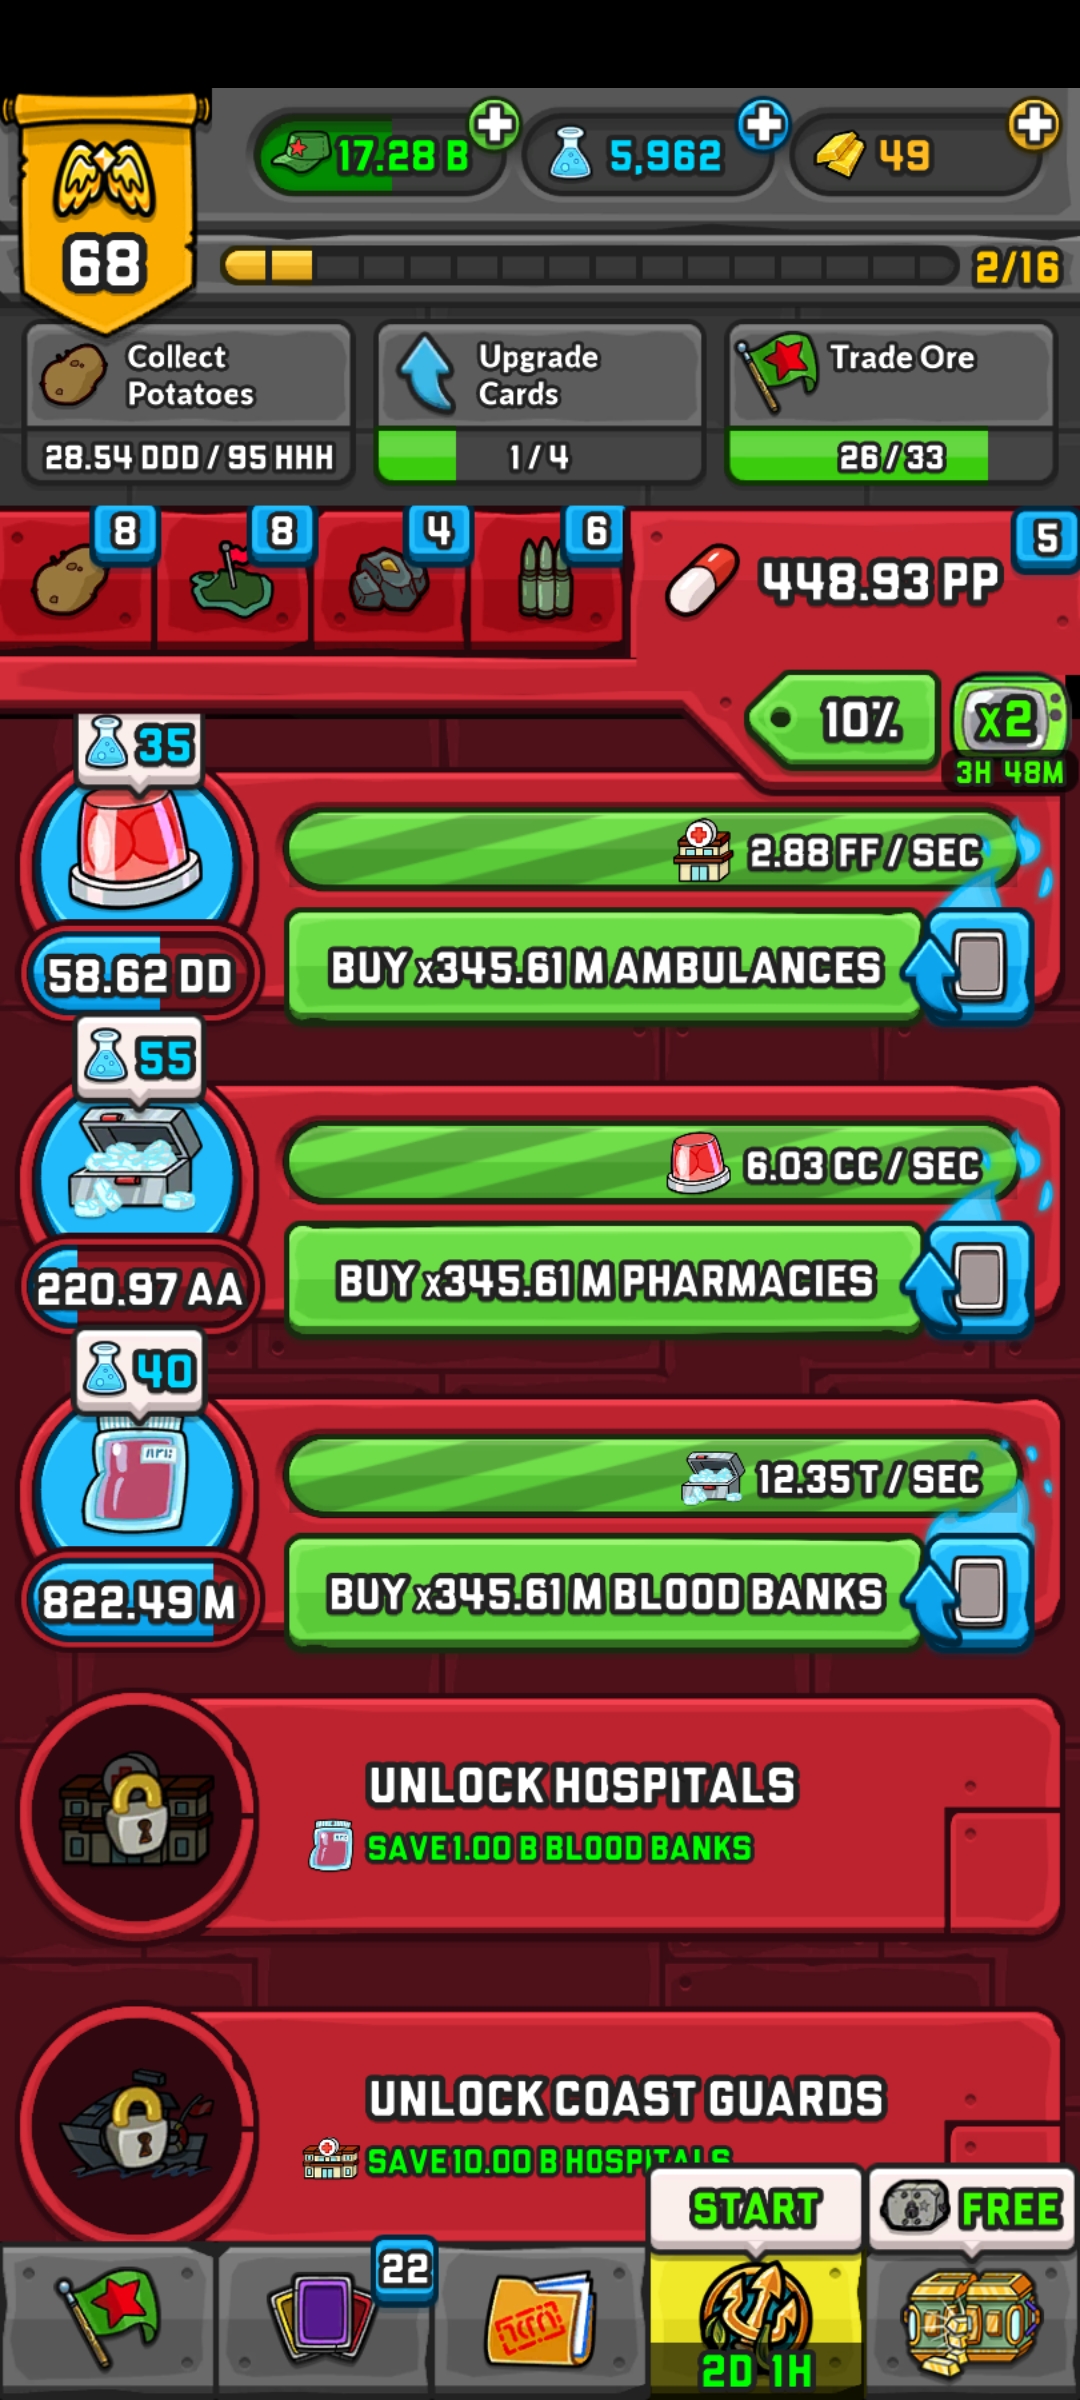 17.28 B
5,962
49
68
2/16
Collect
Potatoes
28.54 DDD / 95 HHH
Upgrade
Cards
1 / 4
Trade Ore
26 / 33
8
8
4
6
5
448.93 PP
10%
x2
3H 48M
35
2.88 FF / SEC
BUY x345.61 M AMBULANCES
58.62 DD
55
6.03 CC / SEC
BUY x345.61 M PHARMACIES
220.97 AA
40
12.35 T / SEC
BUY x345.61 M BLOOD BANKS
822.49 M
UNLOCK HOSPITALS
SAVE 1.00 B BLOOD BANKS
UNLOCK COAST GUARDS
SAVE 10.00 B HOSPITALS
START
FREE
22
2D 1H